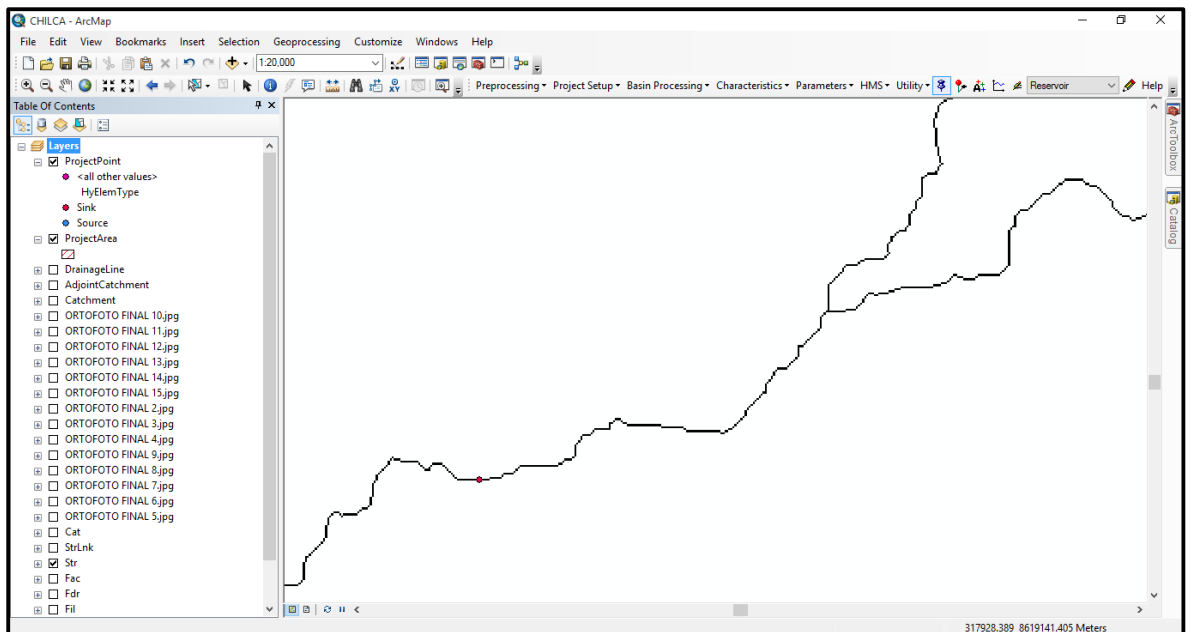 CHILCA - ArcMap
File Edit View Bookmarks Insert Selection Geoprocessing Customize Windows Help
1:20,000
Preprocessing Project Setup Basin Processing Characteristics Parameters HMS Utility Reservoir Help
Table Of Contents
Layers
ProjectPoint
<all other values>
HyElemType
Sink
Source
ProjectArea
DrainageLine
AdjointCatchment
Catchment
ORTOFOTO FINAL 10.jpg
ORTOFOTO FINAL 11.jpg
ORTOFOTO FINAL 12.jpg
ORTOFOTO FINAL 13.jpg
ORTOFOTO FINAL 14.jpg
ORTOFOTO FINAL 15.jpg
ORTOFOTO FINAL 2.jpg
ORTOFOTO FINAL 3.jpg
ORTOFOTO FINAL 4.jpg
ORTOFOTO FINAL 9.jpg
ORTOFOTO FINAL 8.jpg
ORTOFOTO FINAL 7.jpg
ORTOFOTO FINAL 6.jpg
ORTOFOTO FINAL 5.jpg
Cat
StrLnk
Str
Fac
Fdr
Fil
ArcToolbox
Catalog
317928.389 8619141.405 Meters